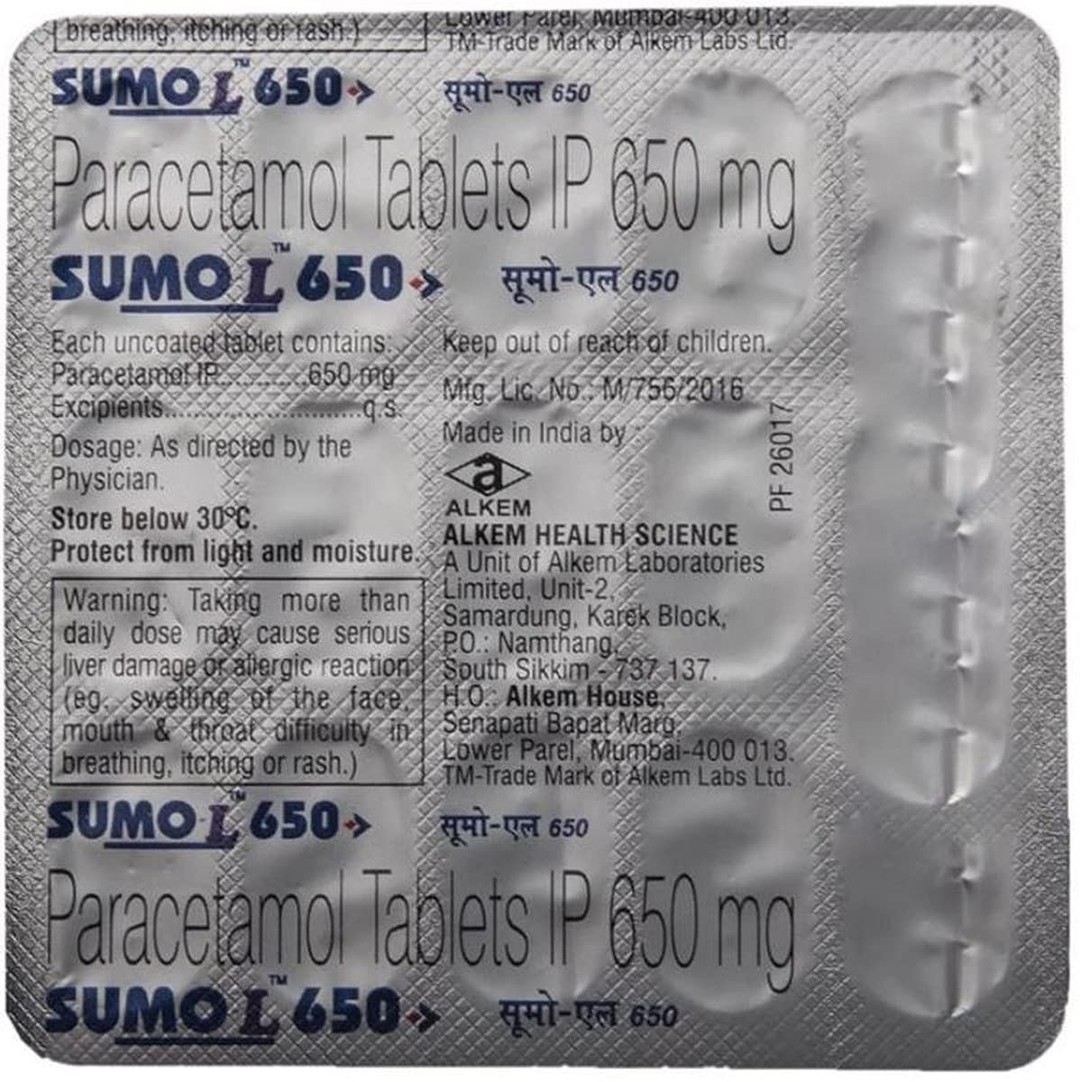 breathing, itching or rash.)
Lower Parel, Mumbai-400 013.
TM-Trade Mark of Alkem Labs Ltd.
SUMO L™ 650
सूमो-एल 650
Paracetamol Tablets IP 650 mg
SUMO L™ 650
सूमो-एल 650
Each uncoated tablet contains:
Paracetamol IP............650 mg
Excipients..........................q.s.
Dosage: As directed by the
Physician.
Store below 30°C.
Protect from light and moisture.
Warning: Taking more than
daily dose may cause serious
liver damage or allergic reaction
(eg. swelling of the face,
mouth & throat difficulty in
breathing, itching or rash.)
Keep out of reach of children.
Mfg. Lic. No.: M/756/2016
Made in India by :
a
ALKEM
ALKEM HEALTH SCIENCE
A Unit of Alkem Laboratories
Limited, Unit-2,
Samardung, Karek Block,
P.O.: Namthang,
South Sikkim - 737 137.
H.O.: Alkem House,
Senapati Bapat Marg,
Lower Parel, Mumbai-400 013.
TM-Trade Mark of Alkem Labs Ltd.
PF 26017
SUMO L™ 650
सूमो-एल 650
Paracetamol Tablets IP 650 mg
SUMO L™ 650
सूमो-एल 650